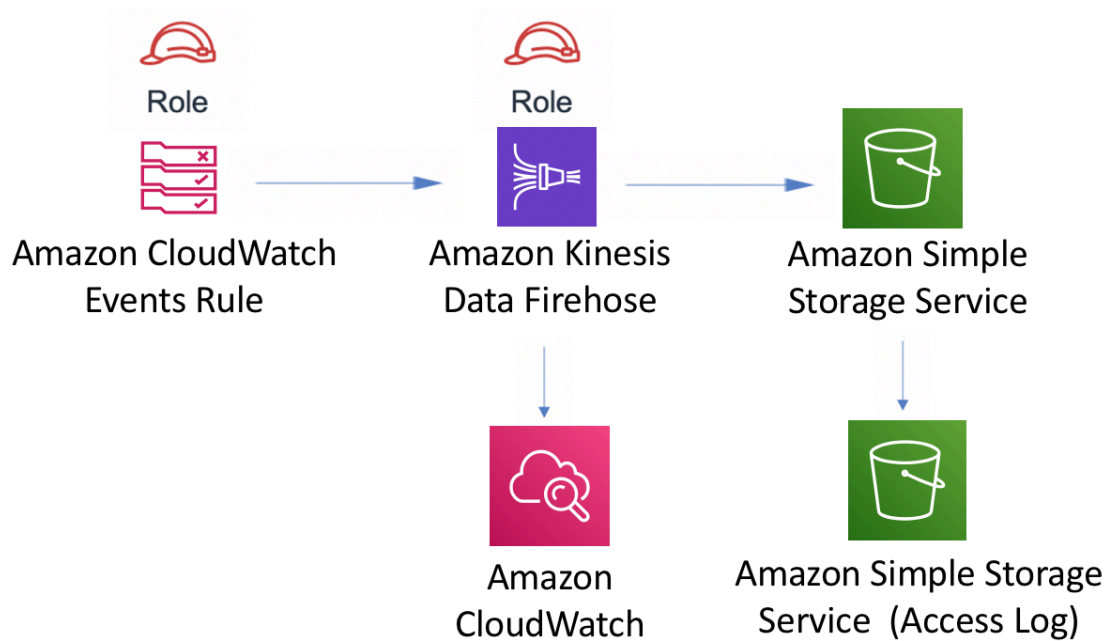 Role
Role
Amazon CloudWatch
Events Rule
Amazon Kinesis
Data Firehose
Amazon Simple
Storage Service
Amazon
CloudWatch
Amazon Simple Storage
Service (Access Log)